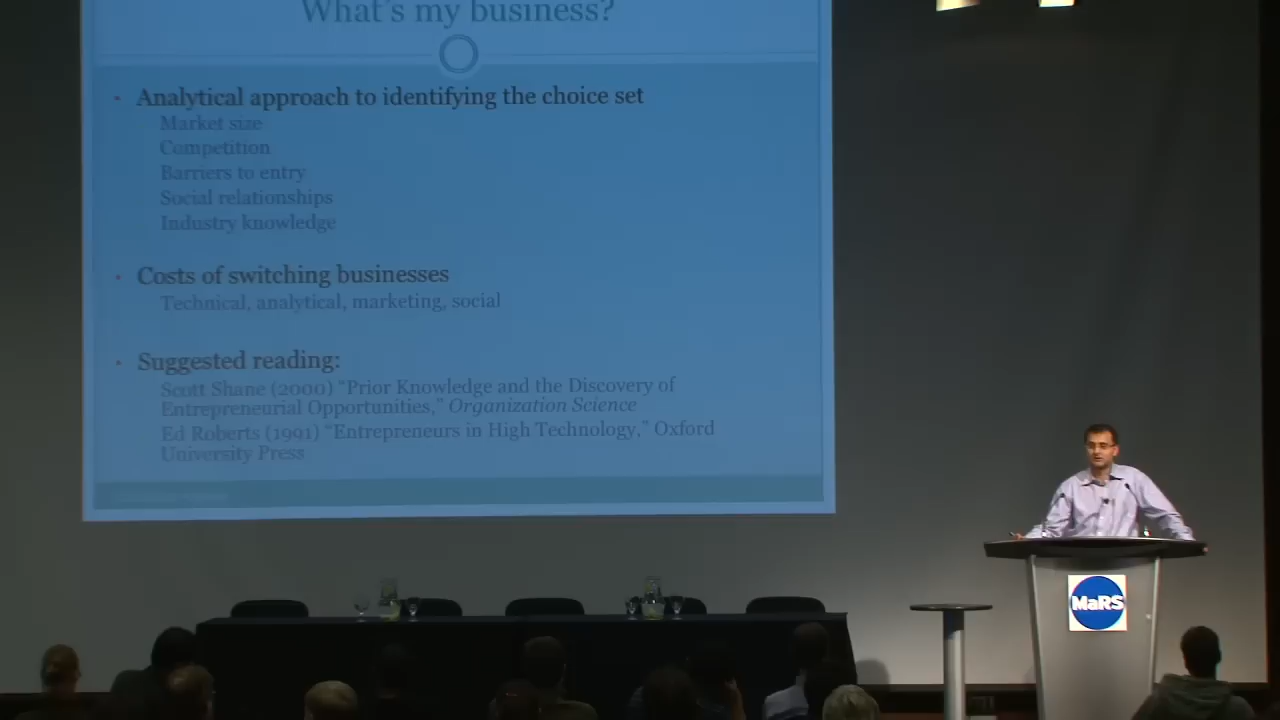 What's my business?
• Analytical approach to identifying the choice set
Market size
Competition
Barriers to entry
Social relationships
Industry knowledge
• Costs of switching businesses
Technical, analytical, marketing, social
• Suggested reading:
Scott Shane (2000) “Prior Knowledge and the Discovery of
Entrepreneurial Opportunities,” Organization Science
Ed Roberts (1991) “Entrepreneurs in High Technology,” Oxford
University Press
MaRS